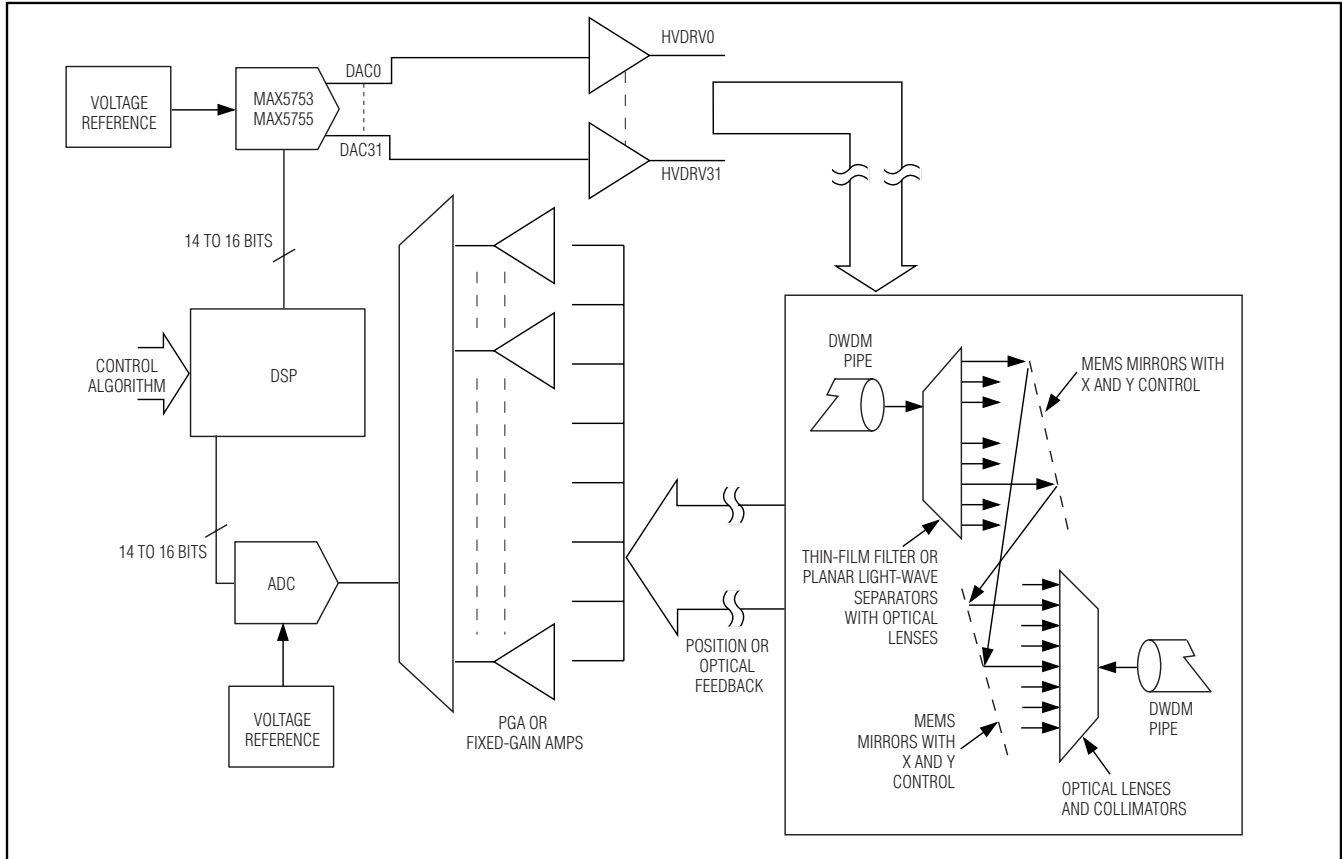 VOLTAGE
REFERENCE
MAX5753
MAX5755
DAC0
DAC31
HVDRV0
HVDRV31
14 TO 16 BITS
CONTROL
ALGORITHM
DSP
14 TO 16 BITS
ADC
VOLTAGE
REFERENCE
PGA OR
FIXED-GAIN AMPS
POSITION OR
OPTICAL
FEEDBACK
DWDM
PIPE
MEMS MIRRORS WITH
X AND Y CONTROL
THIN-FILM FILTER OR
PLANAR LIGHT-WAVE
SEPARATORS
WITH OPTICAL
LENSES
MEMS
MIRRORS WITH
X AND Y
CONTROL
DWDM
PIPE
OPTICAL LENSES
AND COLLIMATORS